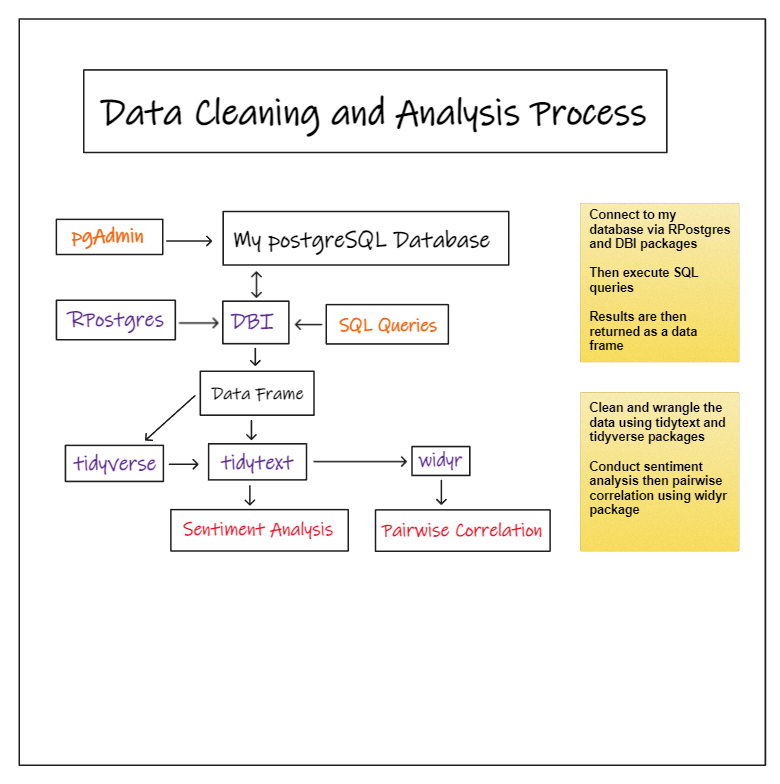 Data Cleaning and Analysis Process
pgAdmin
My postgreSQL Database
RPostgres
DBI
SQL Queries
Data Frame
tidyverse
tidytext
widyr
Sentiment Analysis
Pairwise Correlation
Connect to my
database via RPostgres
and DBI packages
Then execute SQL
queries
Results are then
returned as a data
frame
Clean and wrangle the
data using tidytext and
tidyverse packages
Conduct sentiment
analysis then pairwise
correlation using widyr
package